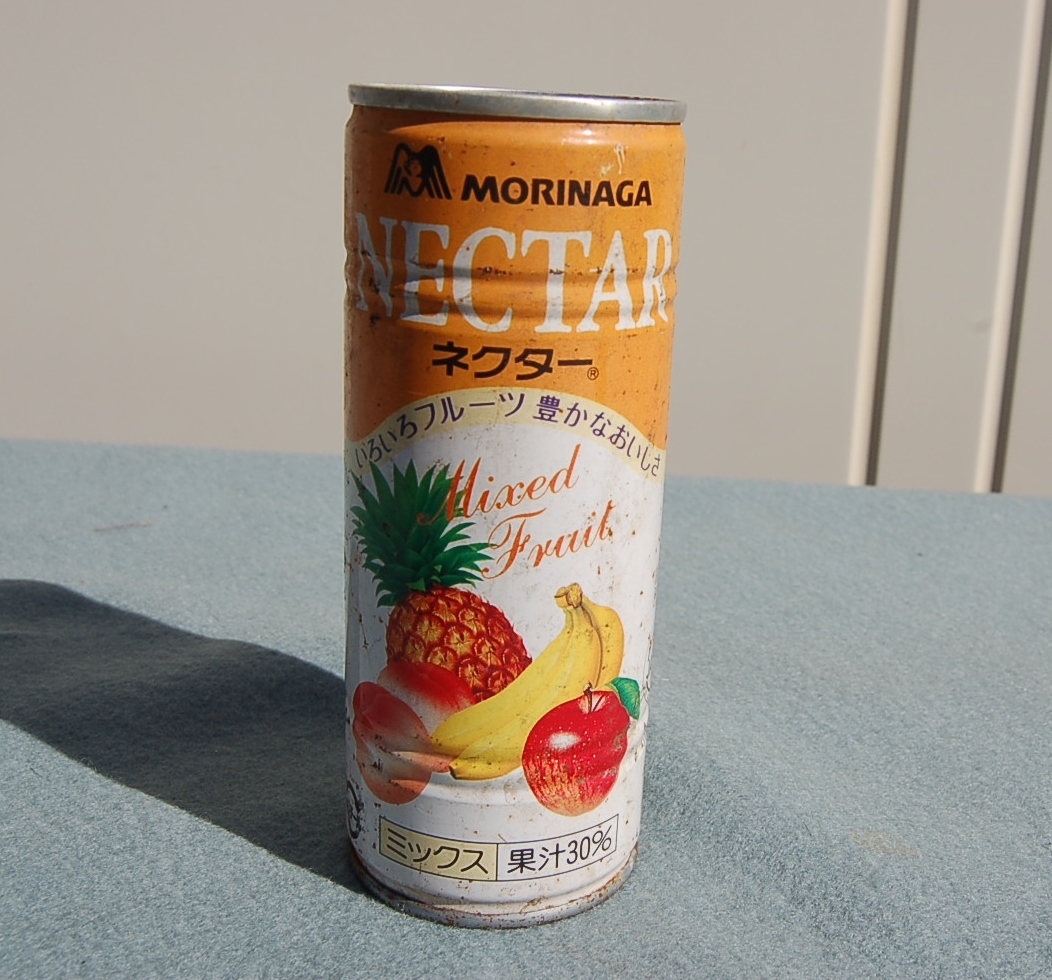 MORINAGA
NECTAR
ネクター®
いろいろフルーツ 豊かなおいしさ
Mixed
Fruit
ミックス 果汁30%